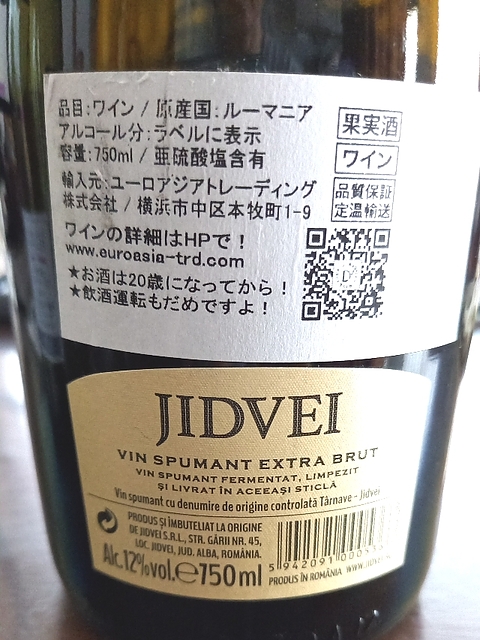 品目:ワイン / 原産国:ルーマニア
アルコール分:ラベルに表示
容量:750ml / 亜硫酸塩含有
輸入元:ユーロアジアトレーディング
株式会社 / 横浜市中区本牧町1-9
ワインの詳細はHPで!
www.euroasia-trd.com
★お酒は20歳になってから!
★飲酒運転もだめですよ!
果実酒
ワイン
品質保証
定温輸送
JIDVEI
VIN SPUMANT EXTRA BRUT
VIN SPUMANT FERMENTAT, LIMPEZIT
ȘI LIVRAT ÎN ACEEAȘI STICLĂ
Vin spumant cu denumire de origine controlată Târnave - Jidvei
PRODUS ȘI ÎMBUTELIAT LA ORIGINE
DE JIDVEI S.R.L., STR. GĂRII NR. 45,
LOC. JIDVEI, JUD. ALBA, ROMÂNIA.
Alc.12%vol. e750ml
PRODUS ÎN ROMÂNIA